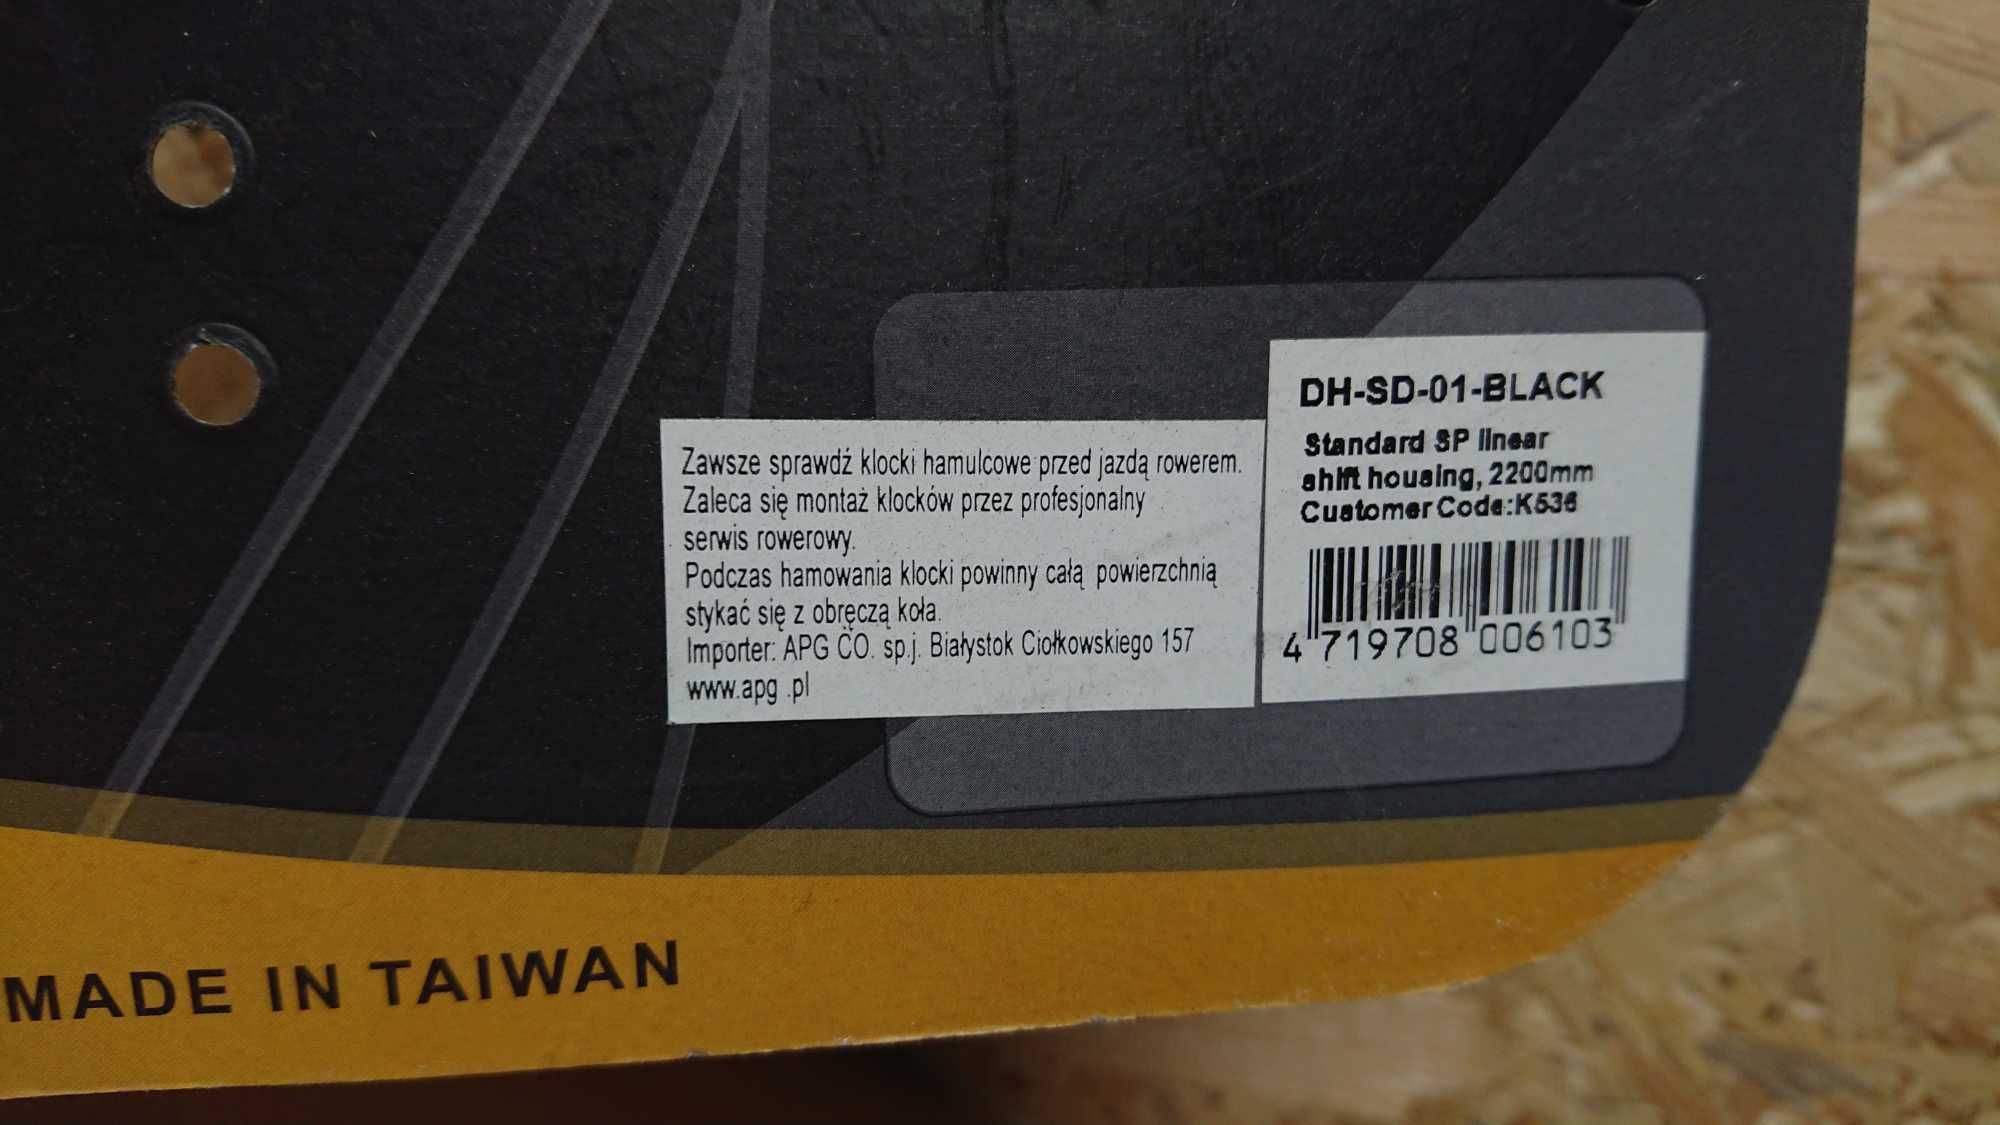 Zawsze sprawdź klocki hamulcowe przed jazdą rowerem.
Zaleca się montaż klocków przez profesjonalny
serwis rowerowy.
Podczas hamowania klocki powinny całą powierzchnią
stykać się z obręczą koła.
Importer: APG CO. sp.j. Białystok Ciołkowskiego 157
www.apg .pl
DH-SD-01-BLACK
Standard SP linear
shift housing, 2200mm
Customer Code:K536
4 719708 006103
MADE IN TAIWAN